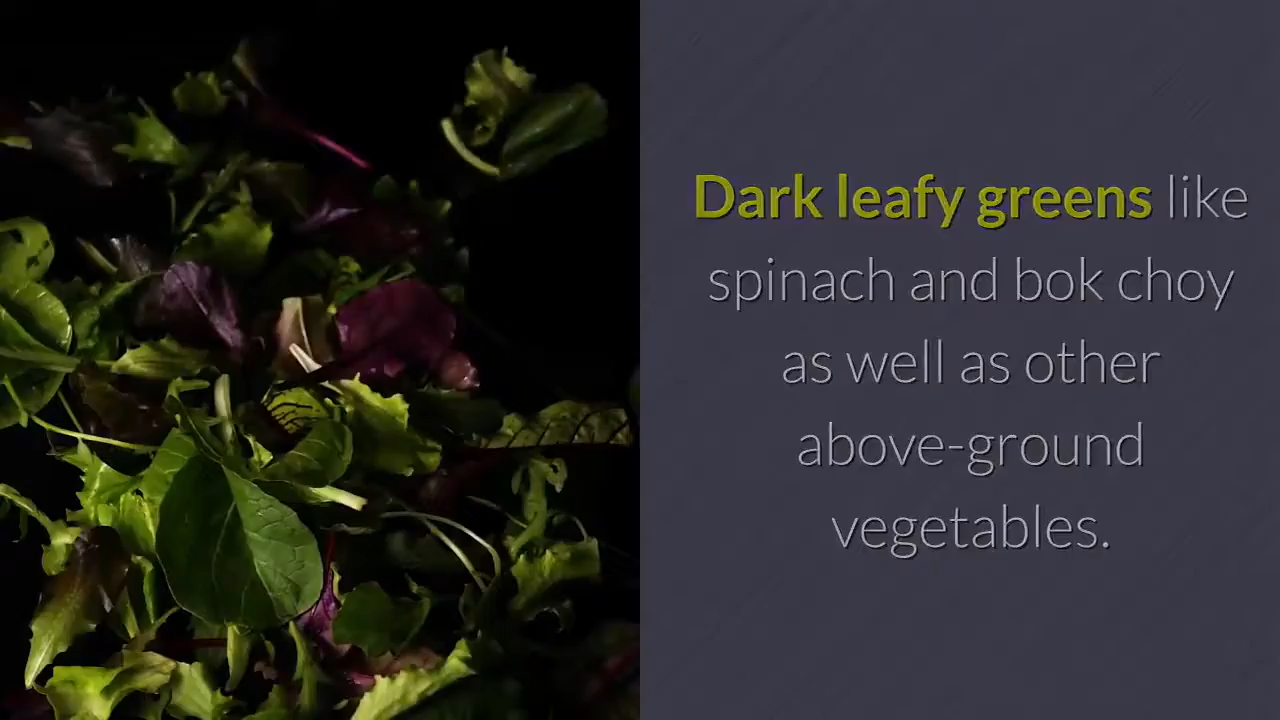 Dark leafy greens like
spinach and bok choy
as well as other
above-ground
vegetables.